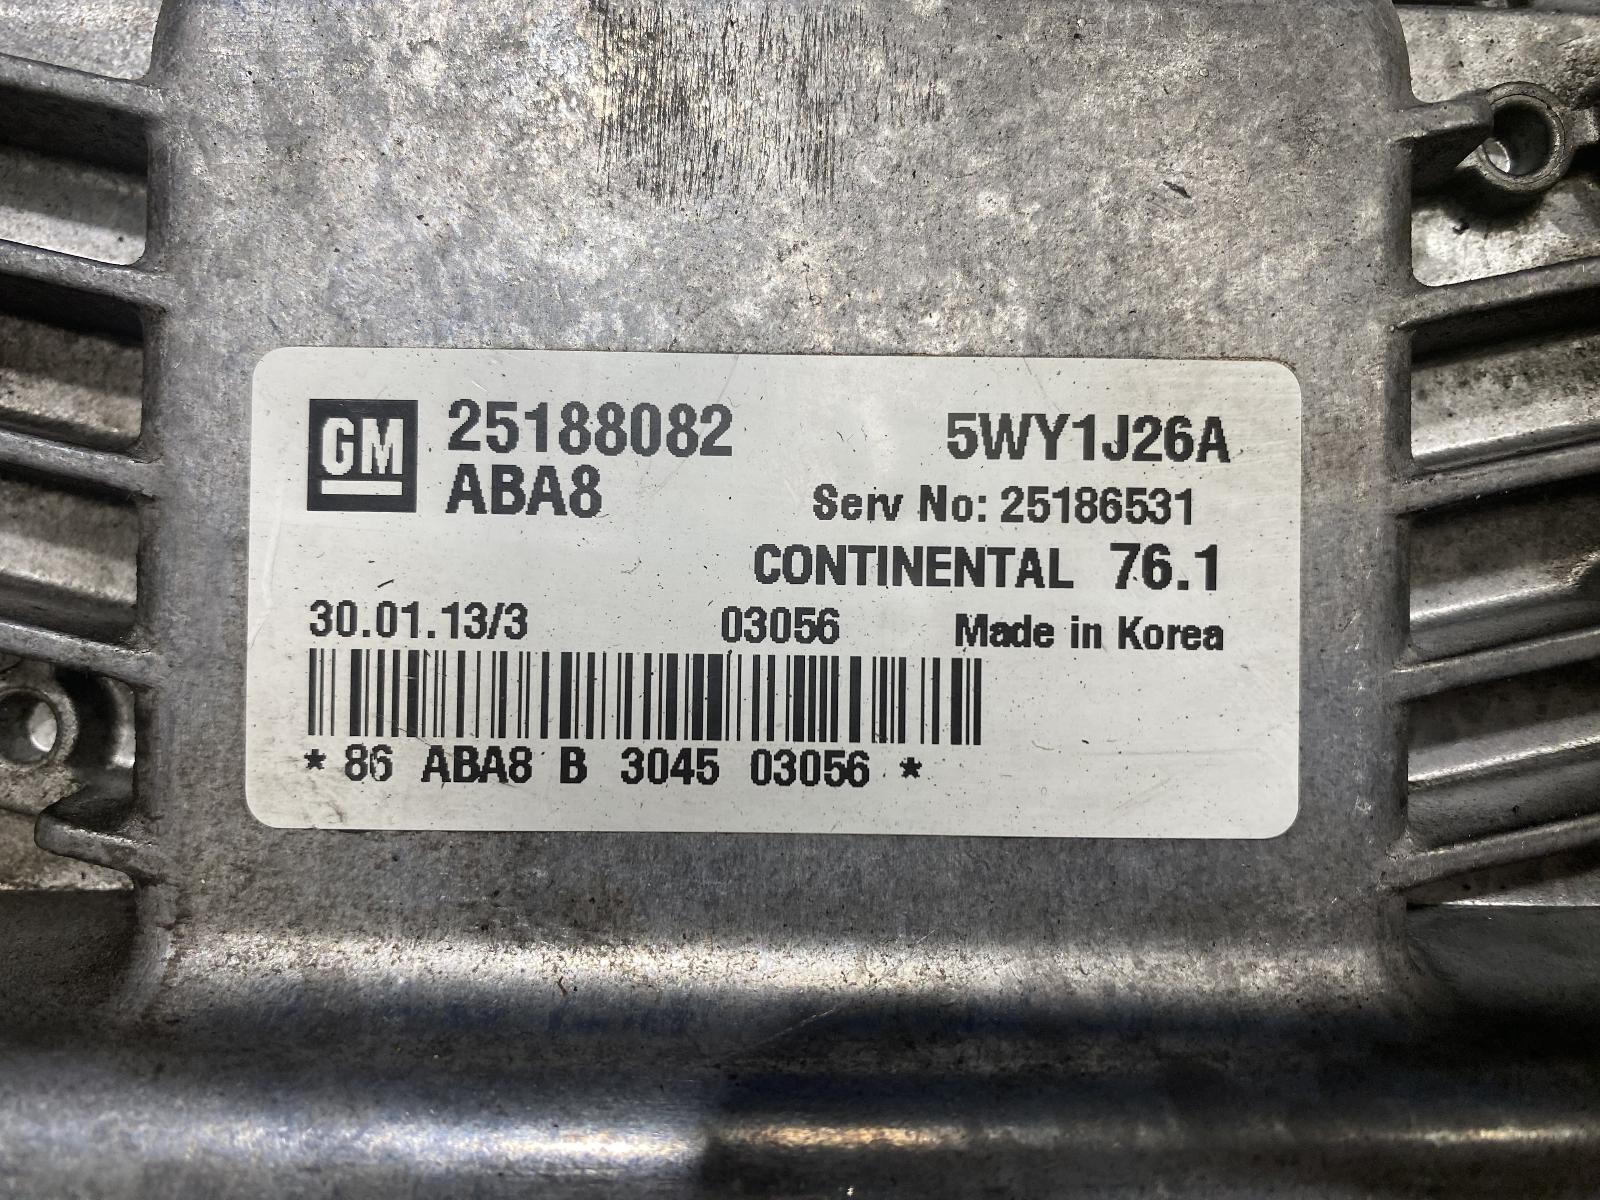 GM 25188082 5WY1J26A
ABA8 Serv No: 25186531
CONTINENTAL 76.1
30.01.13/3 03056 Made in Korea
* 86 ABA8 B 3045 03056 *